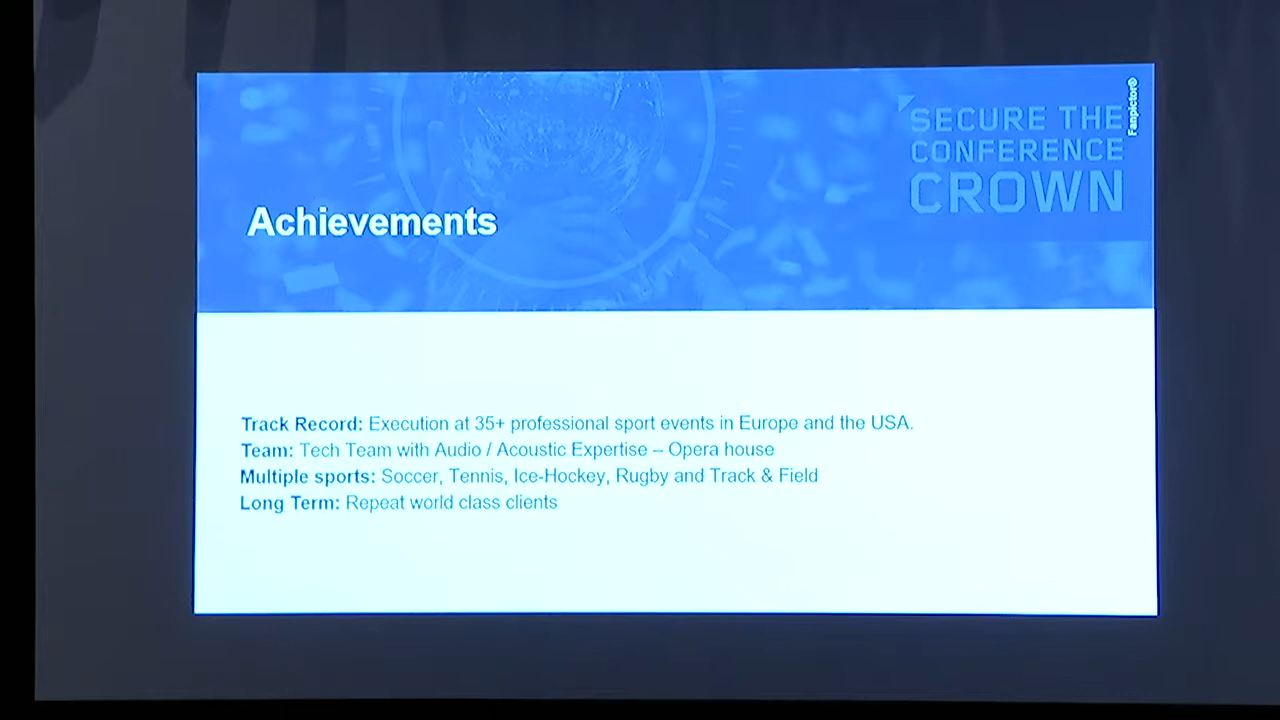 SECURE THE
CONFERENCE
CROWN
Fanpictor®
Achievements
Track Record: Execution at 35+ professional sport events in Europe and the USA.
Team: Tech Team with Audio / Acoustic Expertise – Opera house
Multiple sports: Soccer, Tennis, Ice-Hockey, Rugby and Track & Field
Long Term: Repeat world class clients